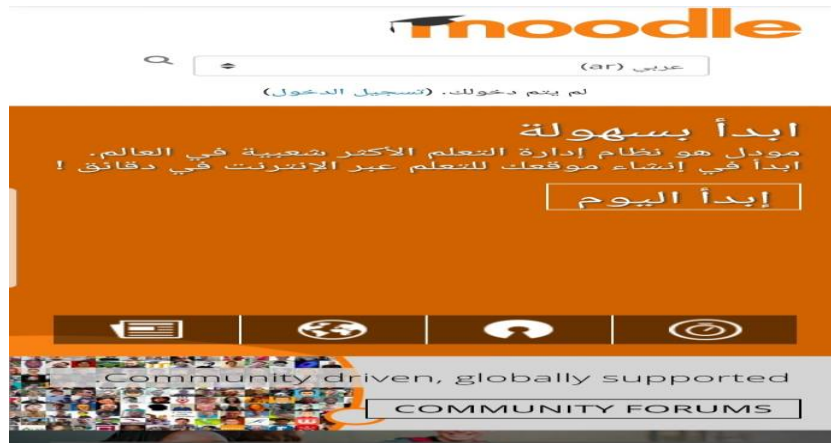 moodle
عربي (ar)
لم يتم دخولك. (تسجيل الدخول)
ابدأ بسهولة
مودل هو نظام إدارة التعلم الأكثر شعبية في العالم.
ابدأ في إنشاء موقعك للتعلم عبر الإنترنت في دقائق !
إبدأ اليوم
Community driven, globally supported
COMMUNITY FORUMS